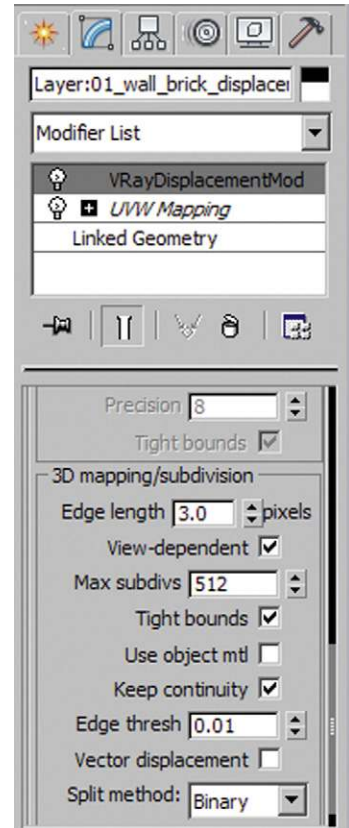 Layer:01_wall_brick_displacer
Modifier List
VRayDisplacementMod
UVW Mapping
Linked Geometry
Precision 8
Tight bounds
3D mapping/subdivision
Edge length 3.0 pixels
View-dependent
Max subdivs 512
Tight bounds
Use object mtl
Keep continuity
Edge thresh 0.01
Vector displacement
Split method: Binary